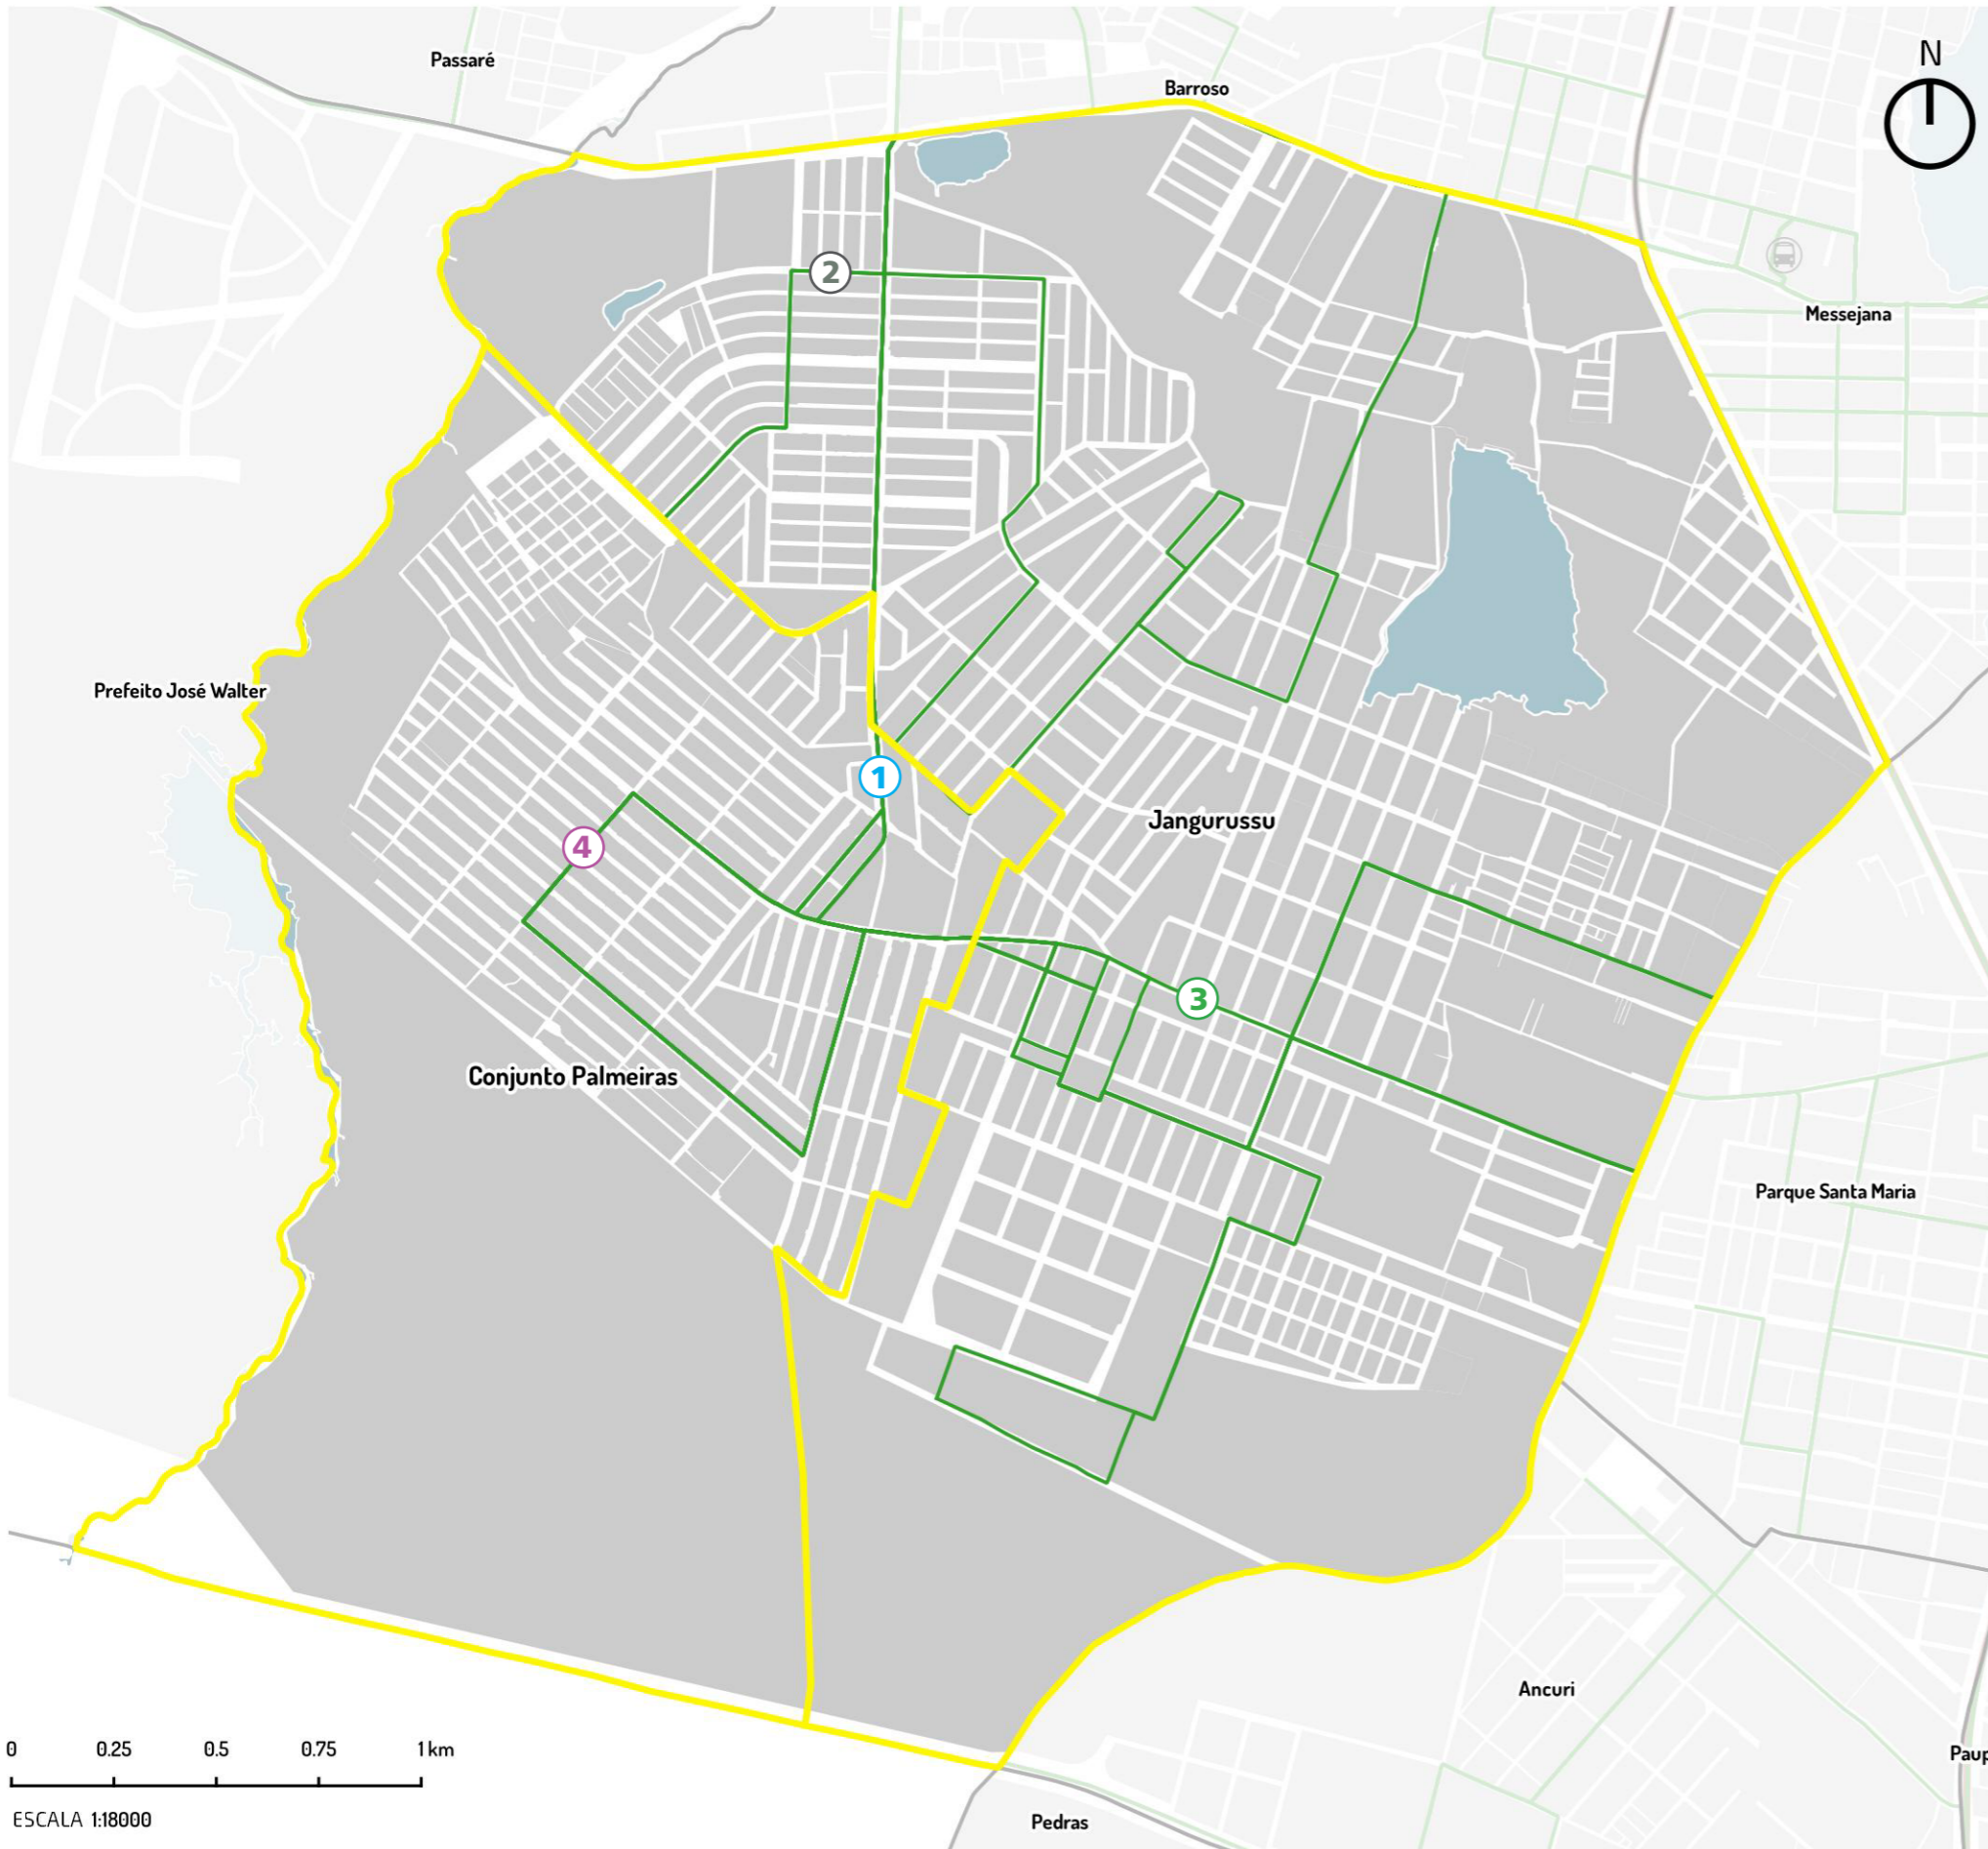 Passaré
Barroso
N
2
Messejana
Prefeito José Walter
1
Jangurussu
4
3
Conjunto Palmeiras
Parque Santa Maria
Ancuri
0 0.25 0.5 0.75 1 km
Paup
ESCALA 1:18000
Pedras